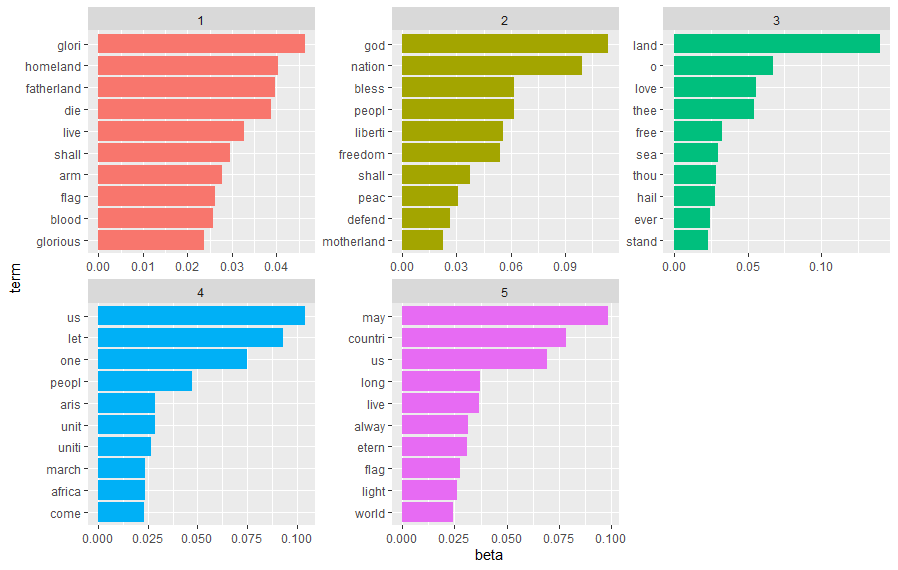 1
glori
homeland
fatherland
die
live
shall
arm
flag
blood
glorious
0.00 0.01 0.02 0.03 0.04
2
god
nation
bless
peopl
liberti
freedom
shall
peac
defend
motherland
0.00 0.03 0.06 0.09
3
land
o
love
thee
free
sea
thou
hail
ever
stand
0.00 0.05 0.10
term
4
us
let
one
peopl
aris
unit
uniti
march
africa
come
0.000 0.025 0.050 0.075 0.100
5
may
countri
us
long
live
alway
etern
flag
light
world
0.000 0.025 0.050 0.075 0.100
beta